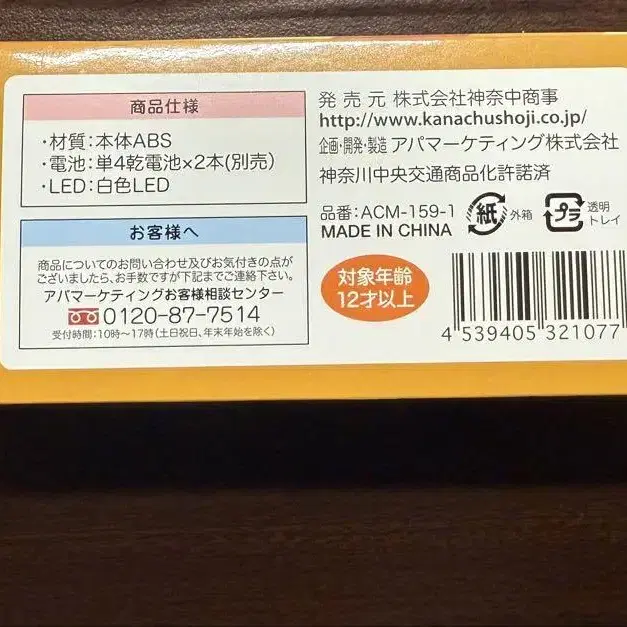 商品仕様
・材質:本体ABS
・電池:単4乾電池×2本(別売)
・LED:白色LED
お客様へ
商品についてのお問い合わせ及びお気付きの点が
ございましたら、お手数ですが下記までご連絡下さい。
アパマーケティングお客様相談センター
0120-87-7514
受付時間:10時〜17時(土日祝日、年末年始を除く)
発売元 株式会社神奈中商事
http://www.kanachushoji.co.jp/
企画・開発・製造 アパマーケティング株式会社
神奈川中央交通商品化許諾済
品番:ACM-159-1
MADE IN CHINA
紙 外箱
プラ 透明
トレイ
対象年齢
12才以上
4 539405 321077